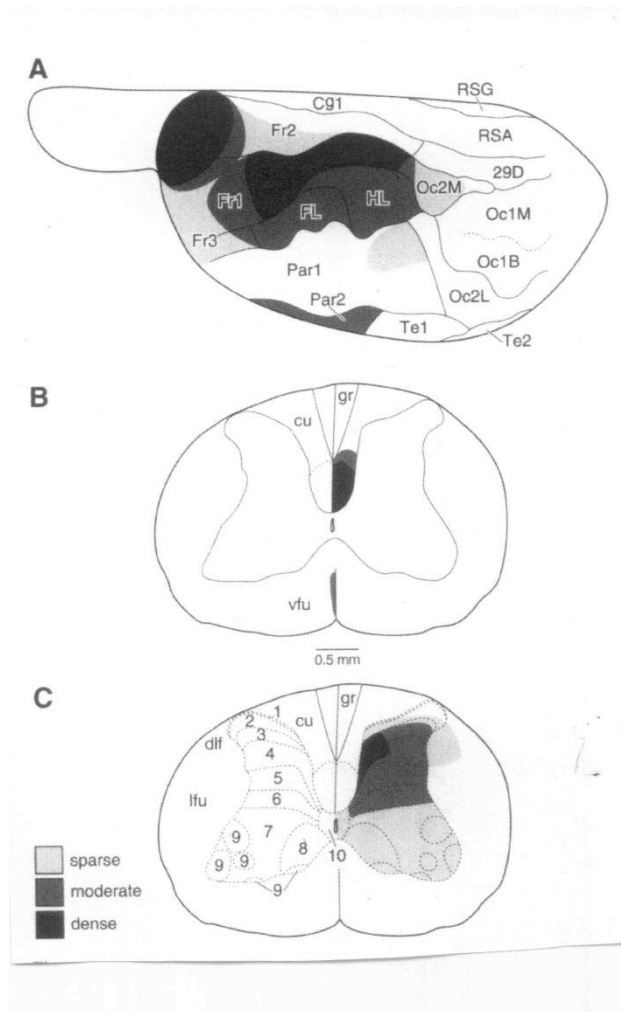 A
RSG
Cg1
RSA
Fr2
29D
Oc2M
Fr1
HL
FL
Oc1M
Fr3
Oc1B
Par1
Oc2L
Par2
Te1
Te2
B
gr
cu
vfu
0.5 mm
C
gr
1
cu
2
3
dlf
4
5
lfu
6
7
9
8
10
9
9
9
sparse
moderate
dense